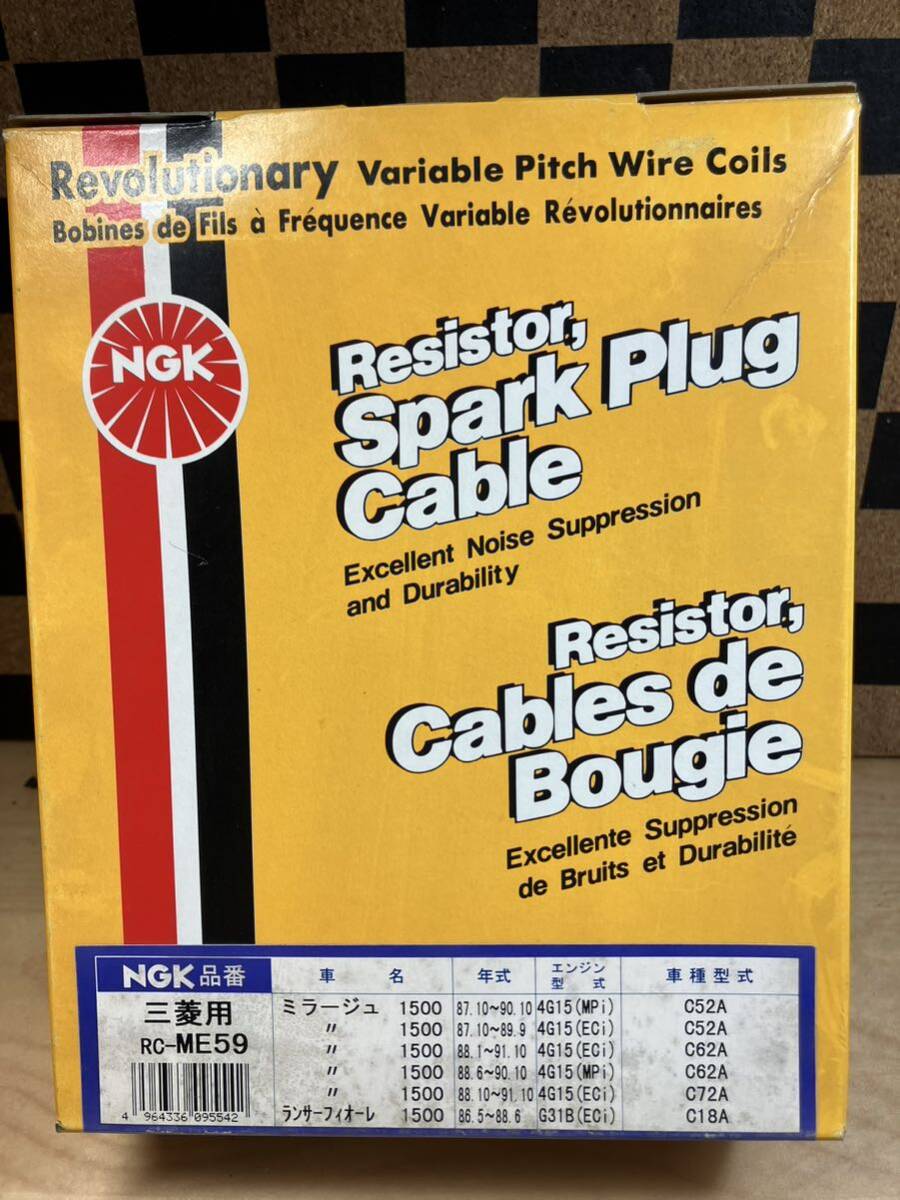 Revolutionary Variable Pitch Wire Coils
Bobines de Fils à Fréquence Variable Révolutionnaires
NGK
Resistor,
Spark Plug
Cable
Excellent Noise Suppression
and Durability
Resistor,
Cables de
Bougie
Excellente Suppression
de Bruits et Durabilité
NGK品番 車名 年式 エンジン型式 車種型式
三菱用
RC-ME59
ミラージュ 1500 87.10~90.10 4G15(MPi) C52A
〃 1500 87.10~89.9 4G15(ECi) C52A
〃 1500 88.1~91.10 4G15(ECi) C62A
〃 1500 88.6~90.10 4G15(MPi) C62A
〃 1500 88.10~91.10 4G15(ECi) C72A
ランサーフィオーレ 1500 86.5~88.6 G31B(ECi) C18A
4 964336 095542